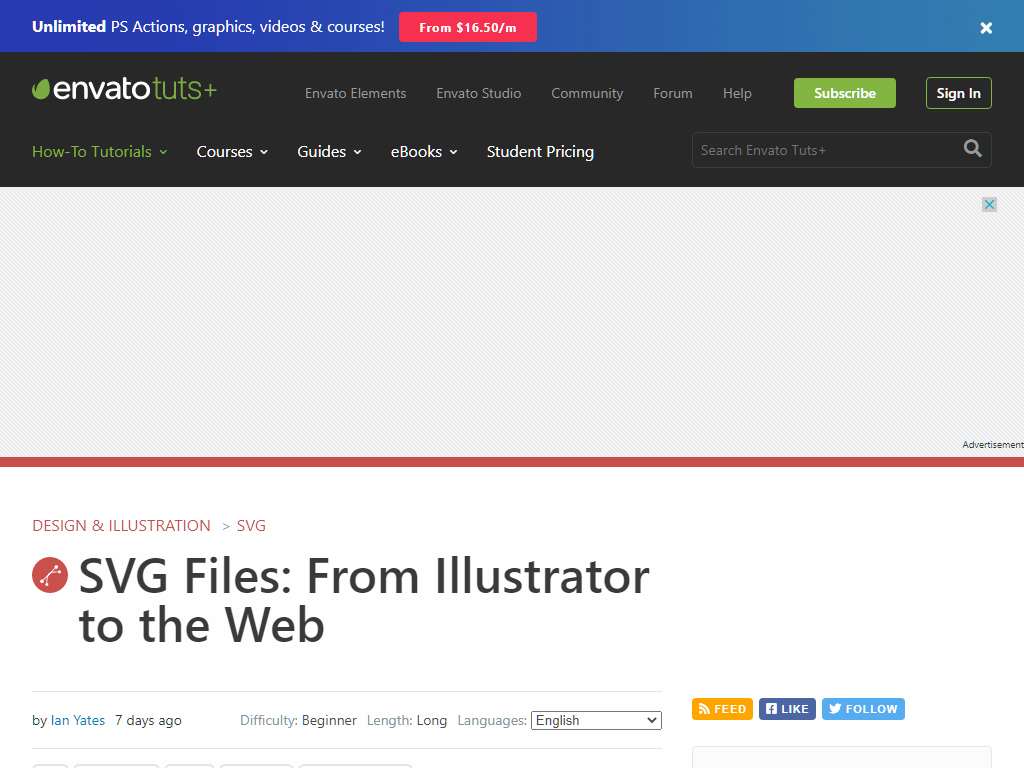 Unlimited PS Actions, graphics, videos & courses! From $16.50/m
envatotuts+ Envato Elements Envato Studio Community Forum Help Subscribe Sign In
How-To Tutorials Courses Guides eBooks Student Pricing Search Envato Tuts+
Advertisement
DESIGN & ILLUSTRATION > SVG
SVG Files: From Illustrator
to the Web
by Ian Yates 7 days ago Difficulty: Beginner Length: Long Languages: English
FEED LIKE FOLLOW